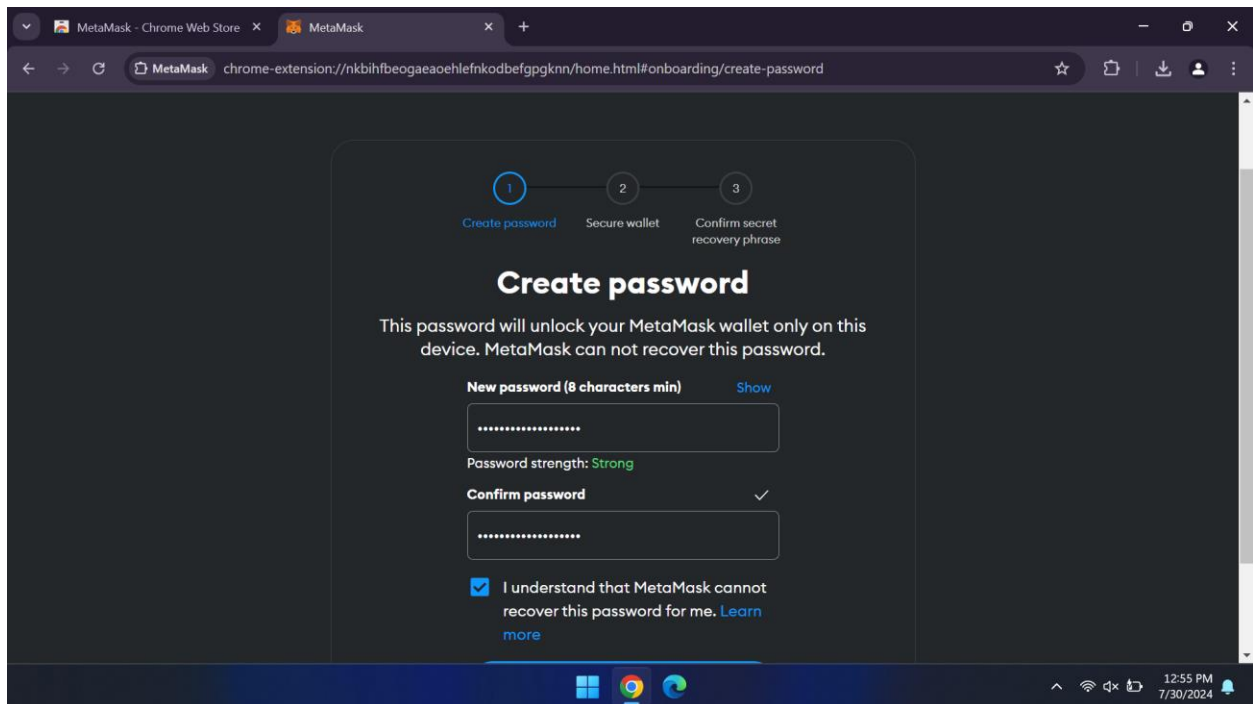 MetaMask - Chrome Web Store
MetaMask
MetaMask chrome-extension://nkbihfbeogaeaoehlefnkodbefgpgknn/home.html#onboarding/create-password
1
2
3
Create password
Secure wallet
Confirm secret
recovery phrase
Create password
This password will unlock your MetaMask wallet only on this
device. MetaMask can not recover this password.
New password (8 characters min) Show
•••••••••••••••••••
Password strength: Strong
Confirm password
•••••••••••••••••••
I understand that MetaMask cannot
recover this password for me. Learn
more
12:55 PM
7/30/2024